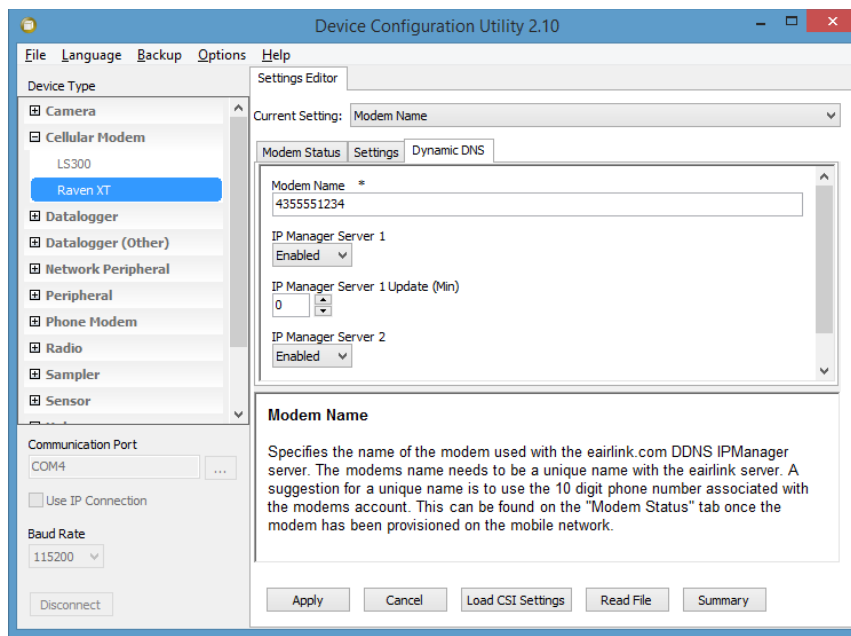 Device Configuration Utility 2.10
File Language Backup Options Help
Device Type
Camera
Cellular Modem
LS300
Raven XT
Datalogger
Datalogger (Other)
Network Peripheral
Peripheral
Phone Modem
Radio
Sampler
Sensor
Communication Port
COM4
...
Use IP Connection
Baud Rate
115200
Disconnect
Settings Editor
Current Setting: Modem Name
Modem Status Settings Dynamic DNS
Modem Name *
4355551234
IP Manager Server 1
Enabled
IP Manager Server 1 Update (Min)
0
IP Manager Server 2
Enabled
Modem Name
Specifies the name of the modem used with the eairlink.com DDNS IPManager
server. The modems name needs to be a unique name with the eairlink server. A
suggestion for a unique name is to use the 10 digit phone number associated with
the modems account. This can be found on the "Modem Status" tab once the
modem has been provisioned on the mobile network.
Apply Cancel Load CSI Settings Read File Summary